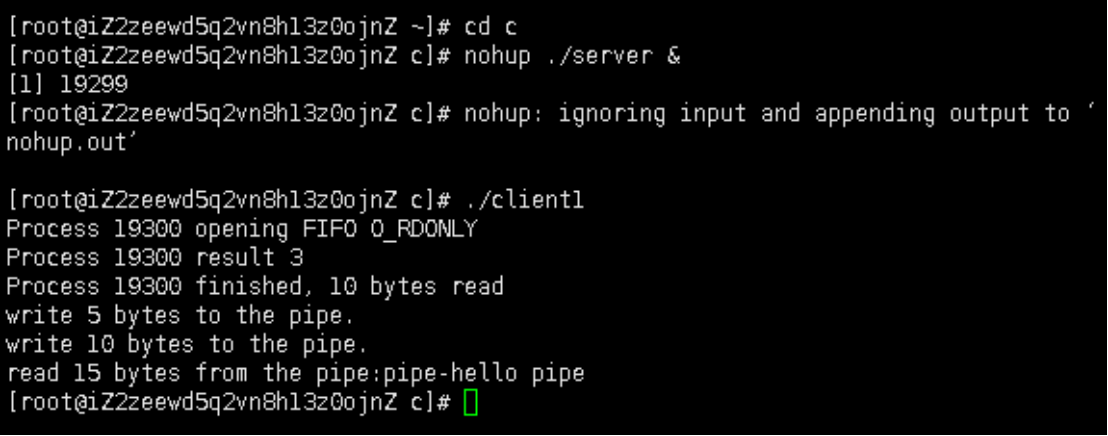 [root@iZ2zeewd5q2vn8hl3z0ojnZ ~]# cd c
[root@iZ2zeewd5q2vn8hl3z0ojnZ c]# nohup ./server &
[1] 19299
[root@iZ2zeewd5q2vn8hl3z0ojnZ c]# nohup: ignoring input and appending output to ‘
nohup.out’
[root@iZ2zeewd5q2vn8hl3z0ojnZ c]# ./client1
Process 19300 opening FIFO O_RDONLY
Process 19300 result 3
Process 19300 finished, 10 bytes read
write 5 bytes to the pipe.
write 10 bytes to the pipe.
read 15 bytes from the pipe:pipe-hello pipe
[root@iZ2zeewd5q2vn8hl3z0ojnZ c]#